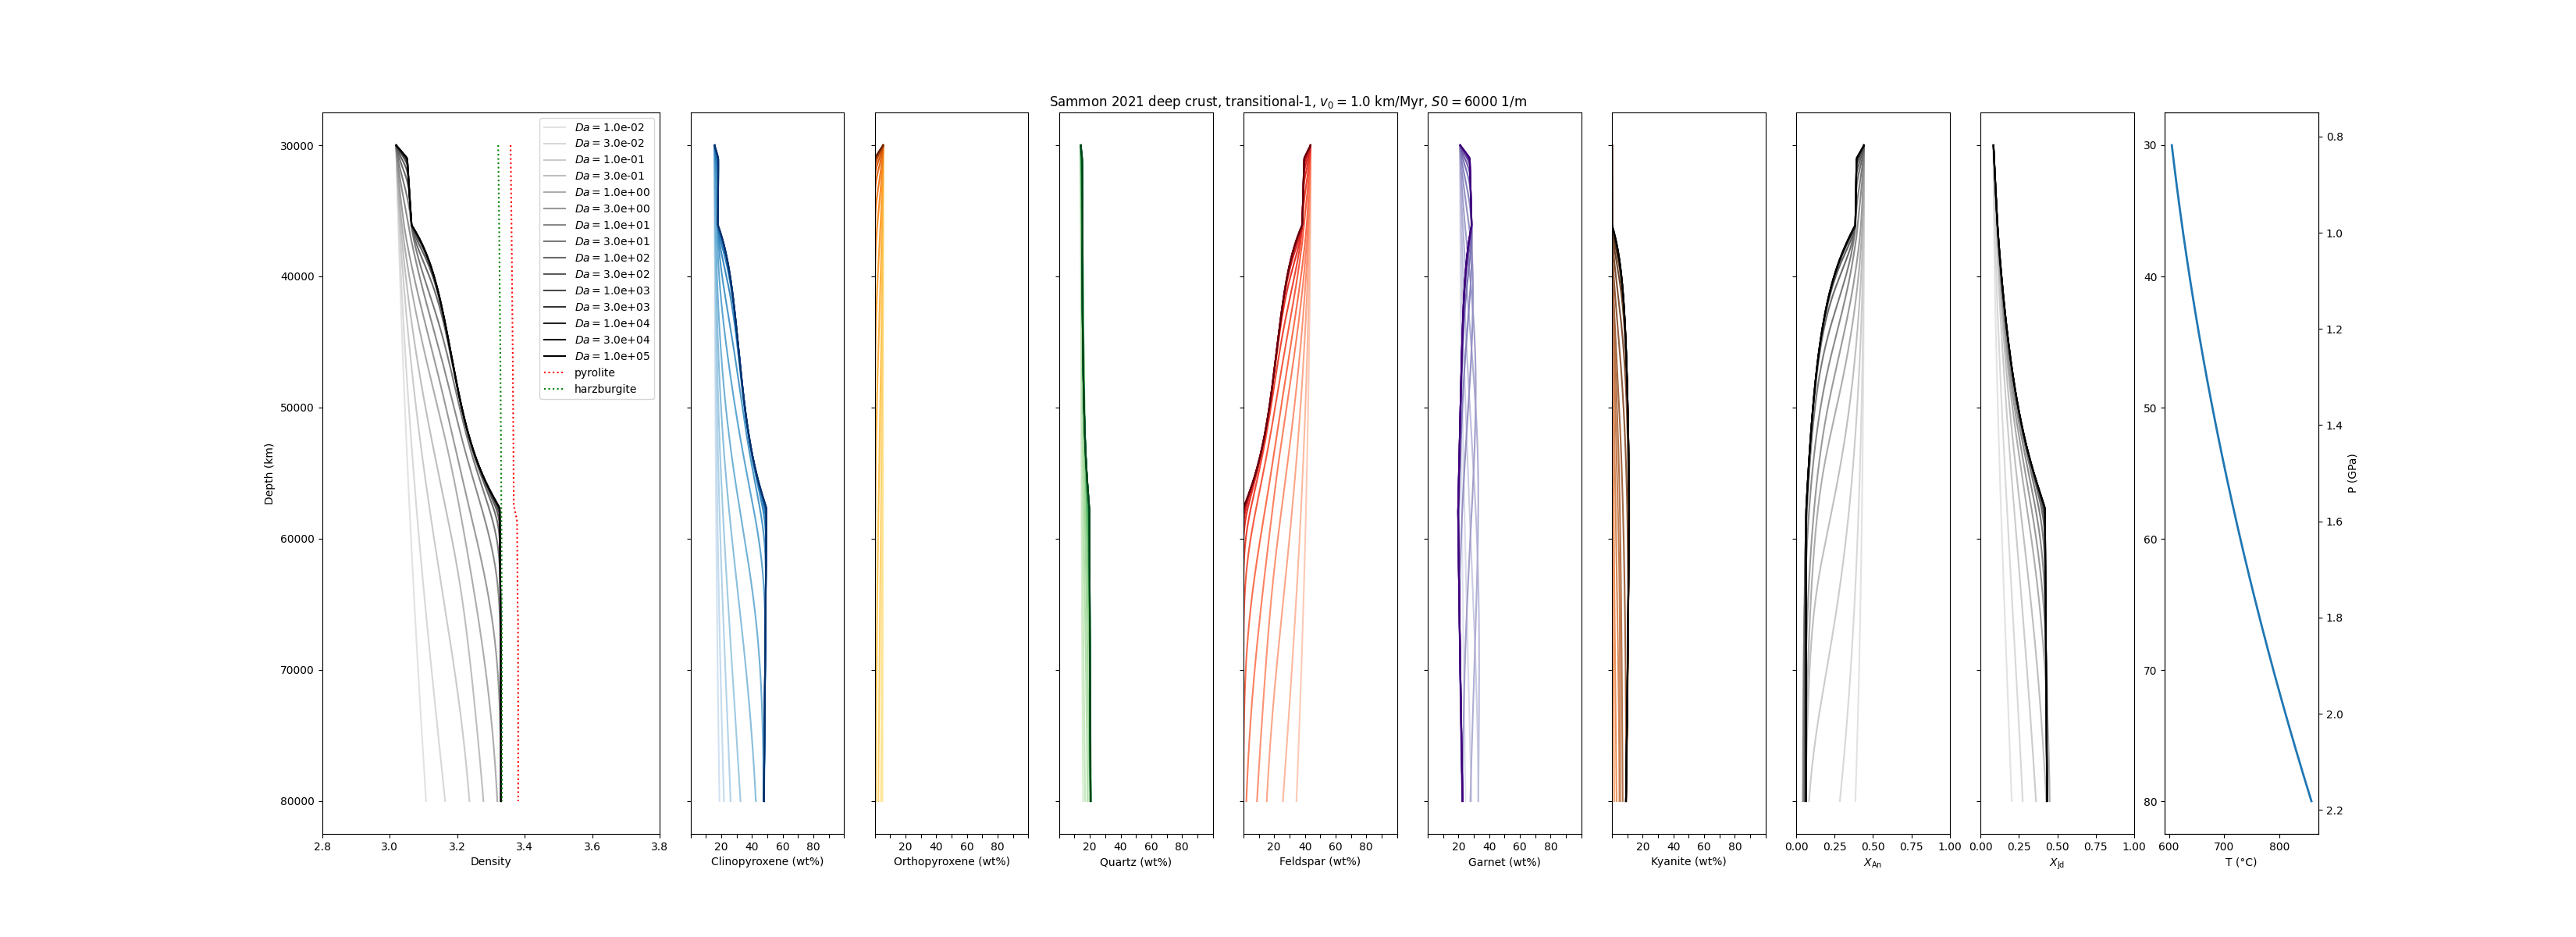 Sammon 2021 deep crust, transitional-1, v₀ = 1.0 km/Myr, S0 = 6000 1/m
Da = 1.0e-02
Da = 3.0e-02
Da = 1.0e-01
Da = 3.0e-01
Da = 1.0e+00
Da = 3.0e+00
Da = 1.0e+01
Da = 3.0e+01
Da = 1.0e+02
Da = 3.0e+02
Da = 1.0e+03
Da = 3.0e+03
Da = 1.0e+04
Da = 3.0e+04
Da = 1.0e+05
pyrolite
harzburgite
Depth (km)
30000
40000
50000
60000
70000
80000
2.8 3.0 3.2 3.4 3.6 3.8
Density
20 40 60 80
Clinopyroxene (wt%)
20 40 60 80
Orthopyroxene (wt%)
20 40 60 80
Quartz (wt%)
20 40 60 80
Feldspar (wt%)
20 40 60 80
Garnet (wt%)
20 40 60 80
Kyanite (wt%)
0.00 0.25 0.50 0.75 1.00
X_An
0.00 0.25 0.50 0.75 1.00
X_Jd
30
40
50
60
70
80
600 700 800
T (°C)
0.8
1.0
1.2
1.4
1.6
1.8
2.0
2.2
P (GPa)